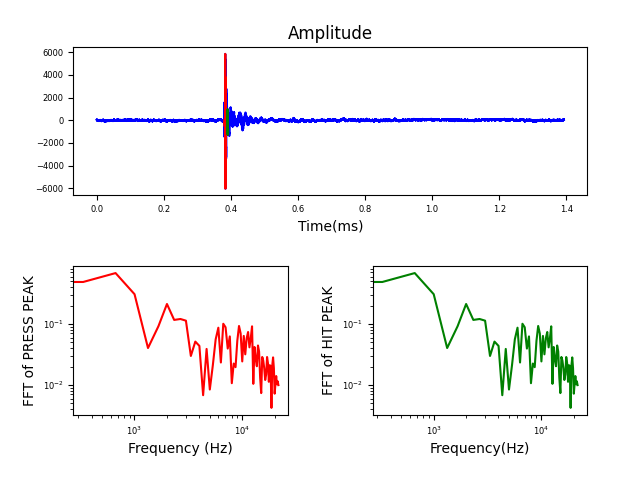 Amplitude
6000
4000
2000
0
−2000
−4000
−6000
0.0 0.2 0.4 0.6 0.8 1.0 1.2 1.4
Time(ms)
FFT of PRESS PEAK
10⁻¹
10⁻²
10³ 10⁴
Frequency (Hz)
FFT of HIT PEAK
10⁻¹
10⁻²
10³ 10⁴
Frequency(Hz)